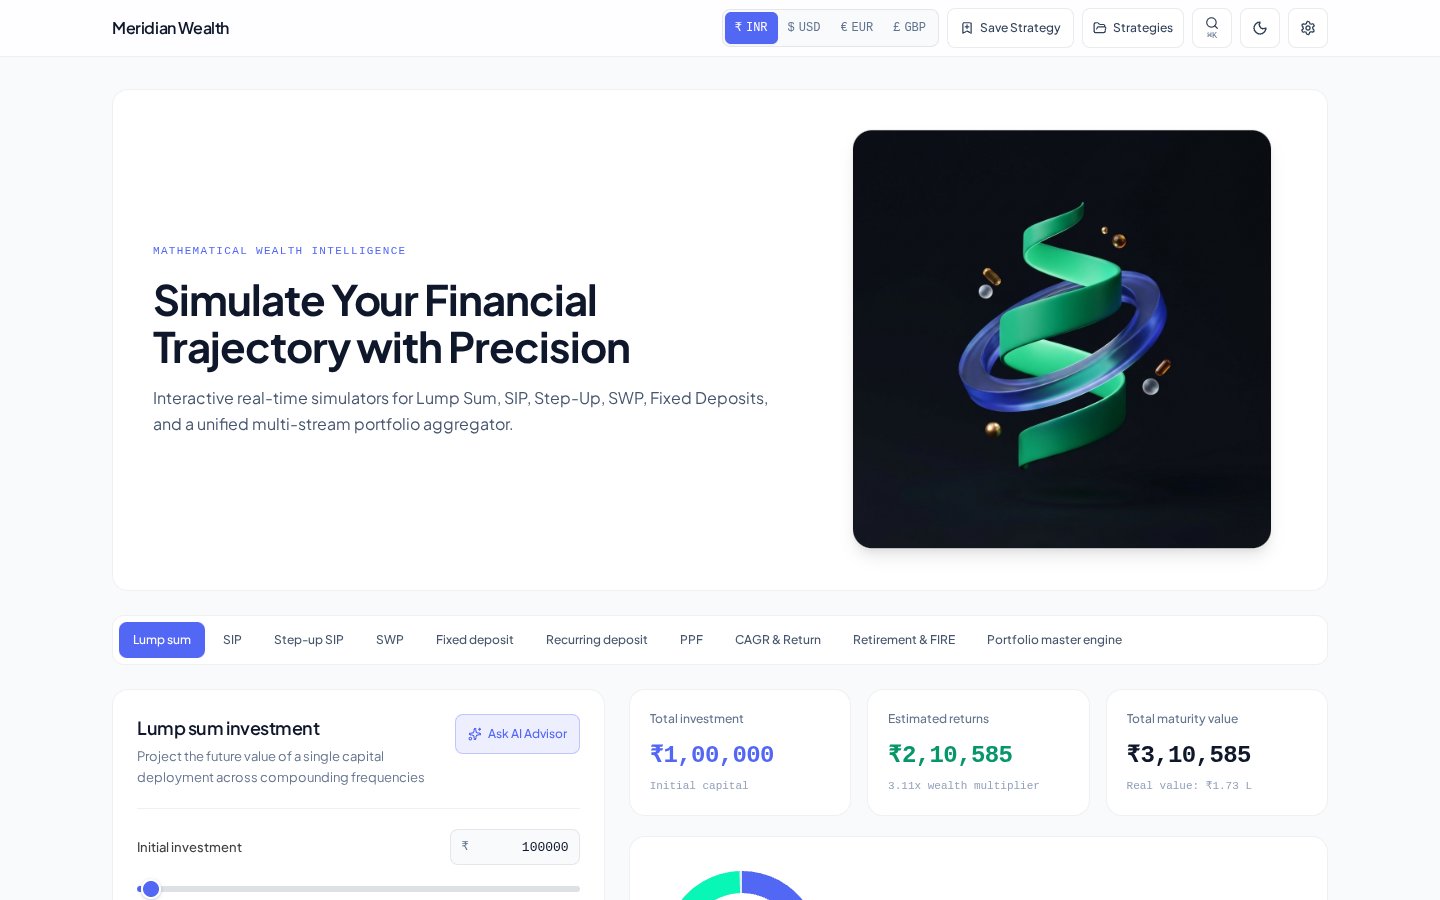 Meridian Wealth
₹ INR
$ USD
€ EUR
£ GBP
Save Strategy
Strategies
⌘K
MATHEMATICAL WEALTH INTELLIGENCE
Simulate Your Financial
Trajectory with Precision
Interactive real-time simulators for Lump Sum, SIP, Step-Up, SWP, Fixed Deposits,
and a unified multi-stream portfolio aggregator.
Lump sum
SIP
Step-up SIP
SWP
Fixed deposit
Recurring deposit
PPF
CAGR & Return
Retirement & FIRE
Portfolio master engine
Lump sum investment
Project the future value of a single capital
deployment across compounding frequencies
Ask AI Advisor
Initial investment
₹ 100000
Total investment
₹1,00,000
Initial capital
Estimated returns
₹2,10,585
3.11x wealth multiplier
Total maturity value
₹3,10,585
Real value: ₹1.73 L